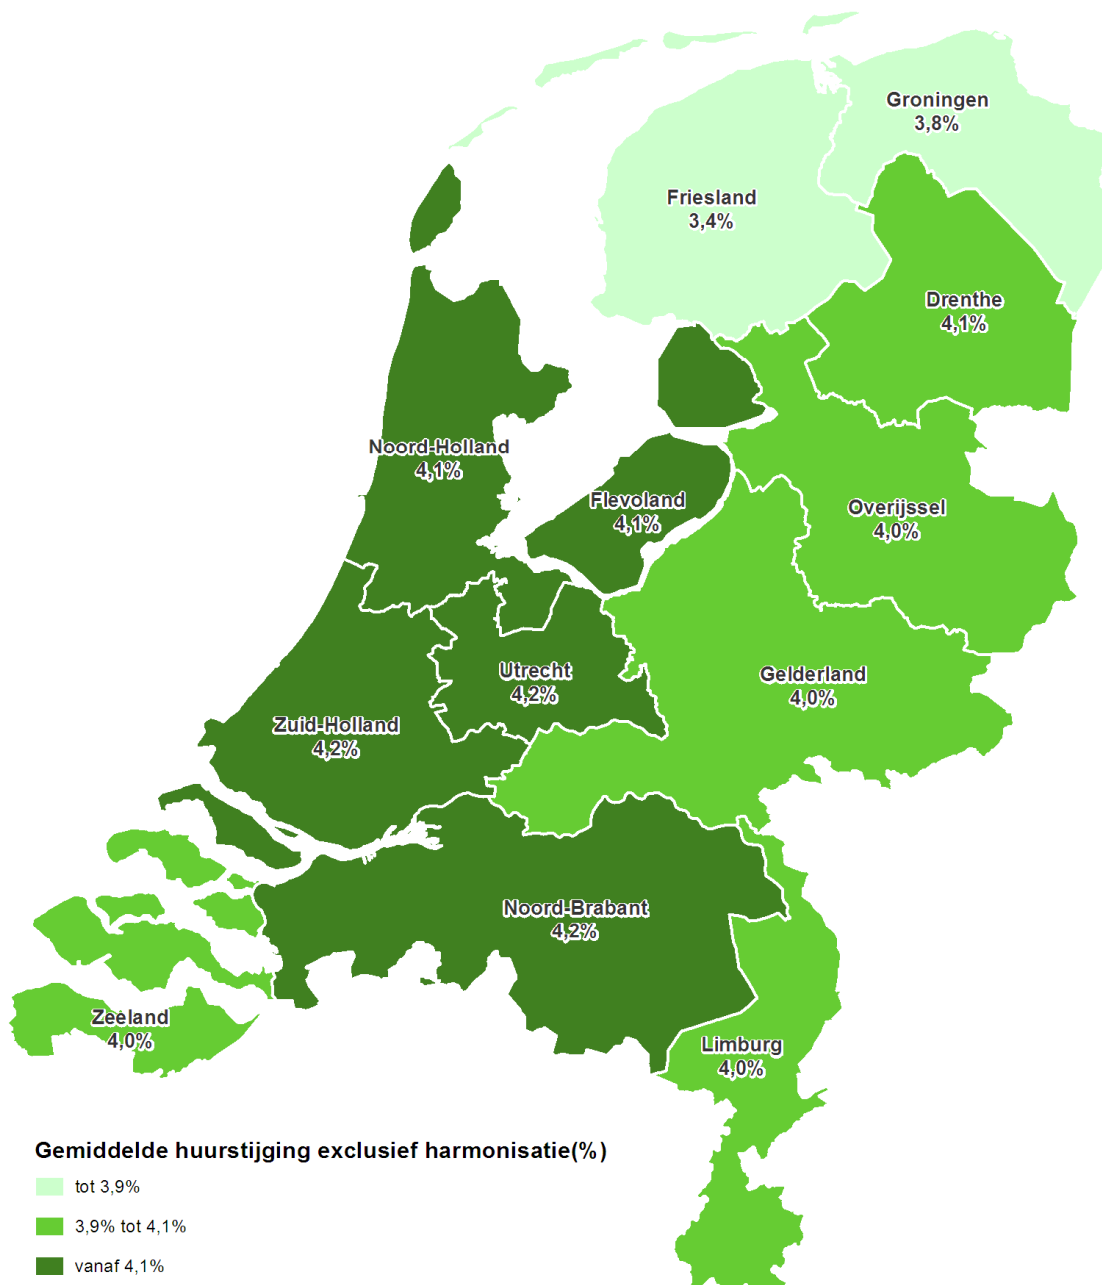 Groningen
3,8%
Friesland
3,4%
Drenthe
4,1%
Noord-Holland
4,1%
Flevoland
4,1%
Overijssel
4,0%
Utrecht
4,2%
Gelderland
4,0%
Zuid-Holland
4,2%
Noord-Brabant
4,2%
Zeeland
4,0%
Limburg
4,0%
Gemiddelde huurstijging exclusief harmonisatie(%)
tot 3,9%
3,9% tot 4,1%
vanaf 4,1%